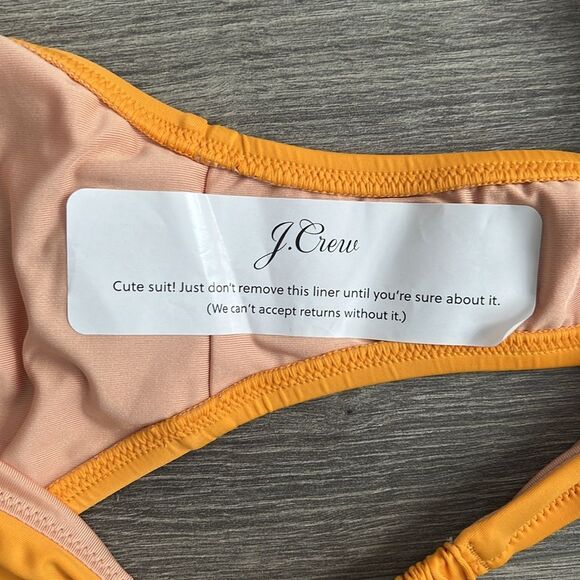 J.Crew
Cute suit! Just don't remove this liner until you're sure about it.
(We can't accept returns without it.)